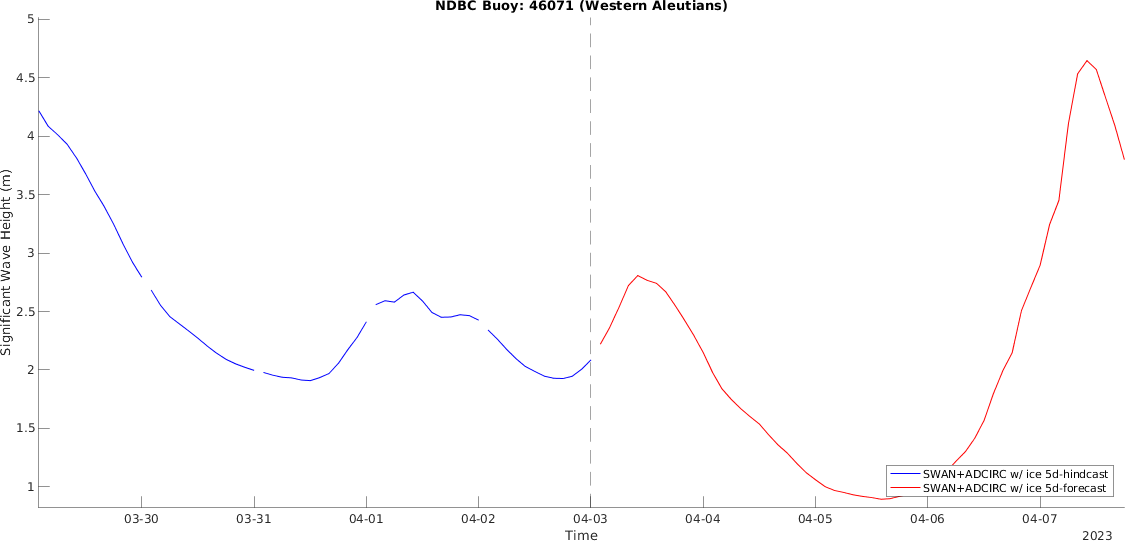 NDBC Buoy: 46071 (Western Aleutians)
5
4.5
4
3.5
3
2.5
2
1.5
1
Significant Wave Height (m)
SWAN+ADCIRC w/ ice 5d-hindcast
SWAN+ADCIRC w/ ice 5d-forecast
03-30 03-31 04-01 04-02 04-03 04-04 04-05 04-06 04-07
Time
2023